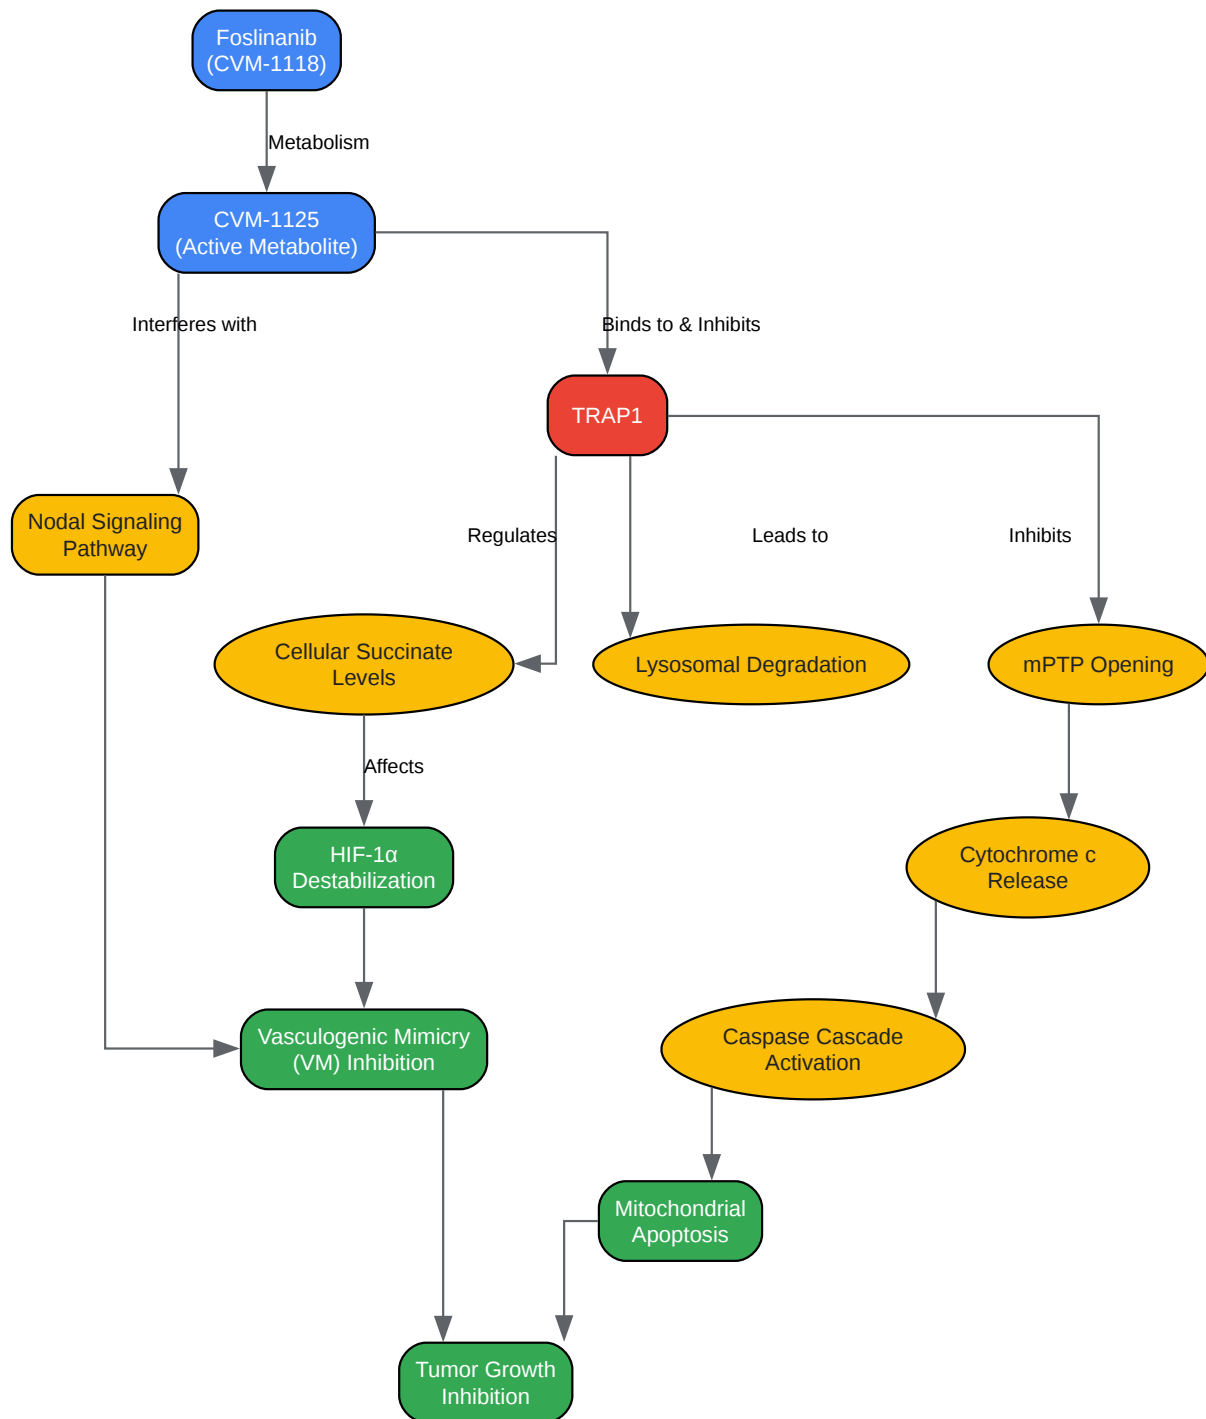 Foslinanib
(CVM-1118)
Metabolism
CVM-1125
(Active Metabolite)
Interferes with
Binds to & Inhibits
TRAP1
Nodal Signaling
Pathway
Regulates
Leads to
Inhibits
Cellular Succinate
Levels
Lysosomal Degradation
mPTP Opening
Affects
HIF-1α
Destabilization
Cytochrome c
Release
Vasculogenic Mimicry
(VM) Inhibition
Caspase Cascade
Activation
Mitochondrial
Apoptosis
Tumor Growth
Inhibition